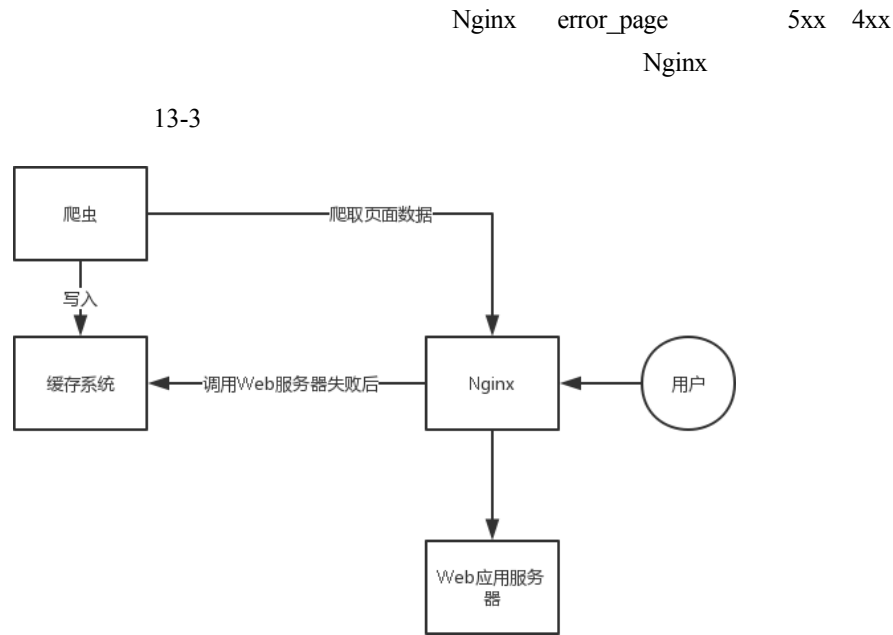 Nginx error_page 5xx 4xx
Nginx
13-3
爬虫
爬取页面数据
写入
缓存系统
调用Web服务器失败后
Nginx
用户
Web应用服务
器